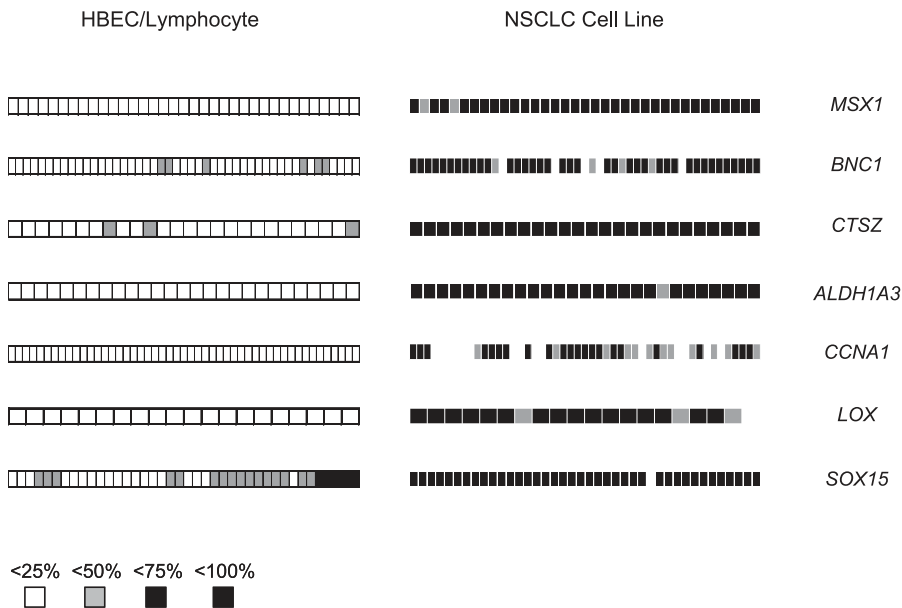 HBEC/Lymphocyte NSCLC Cell Line
MSX1
BNC1
CTSZ
ALDH1A3
CCNA1
LOX
SOX15
<25% <50% <75% <100%